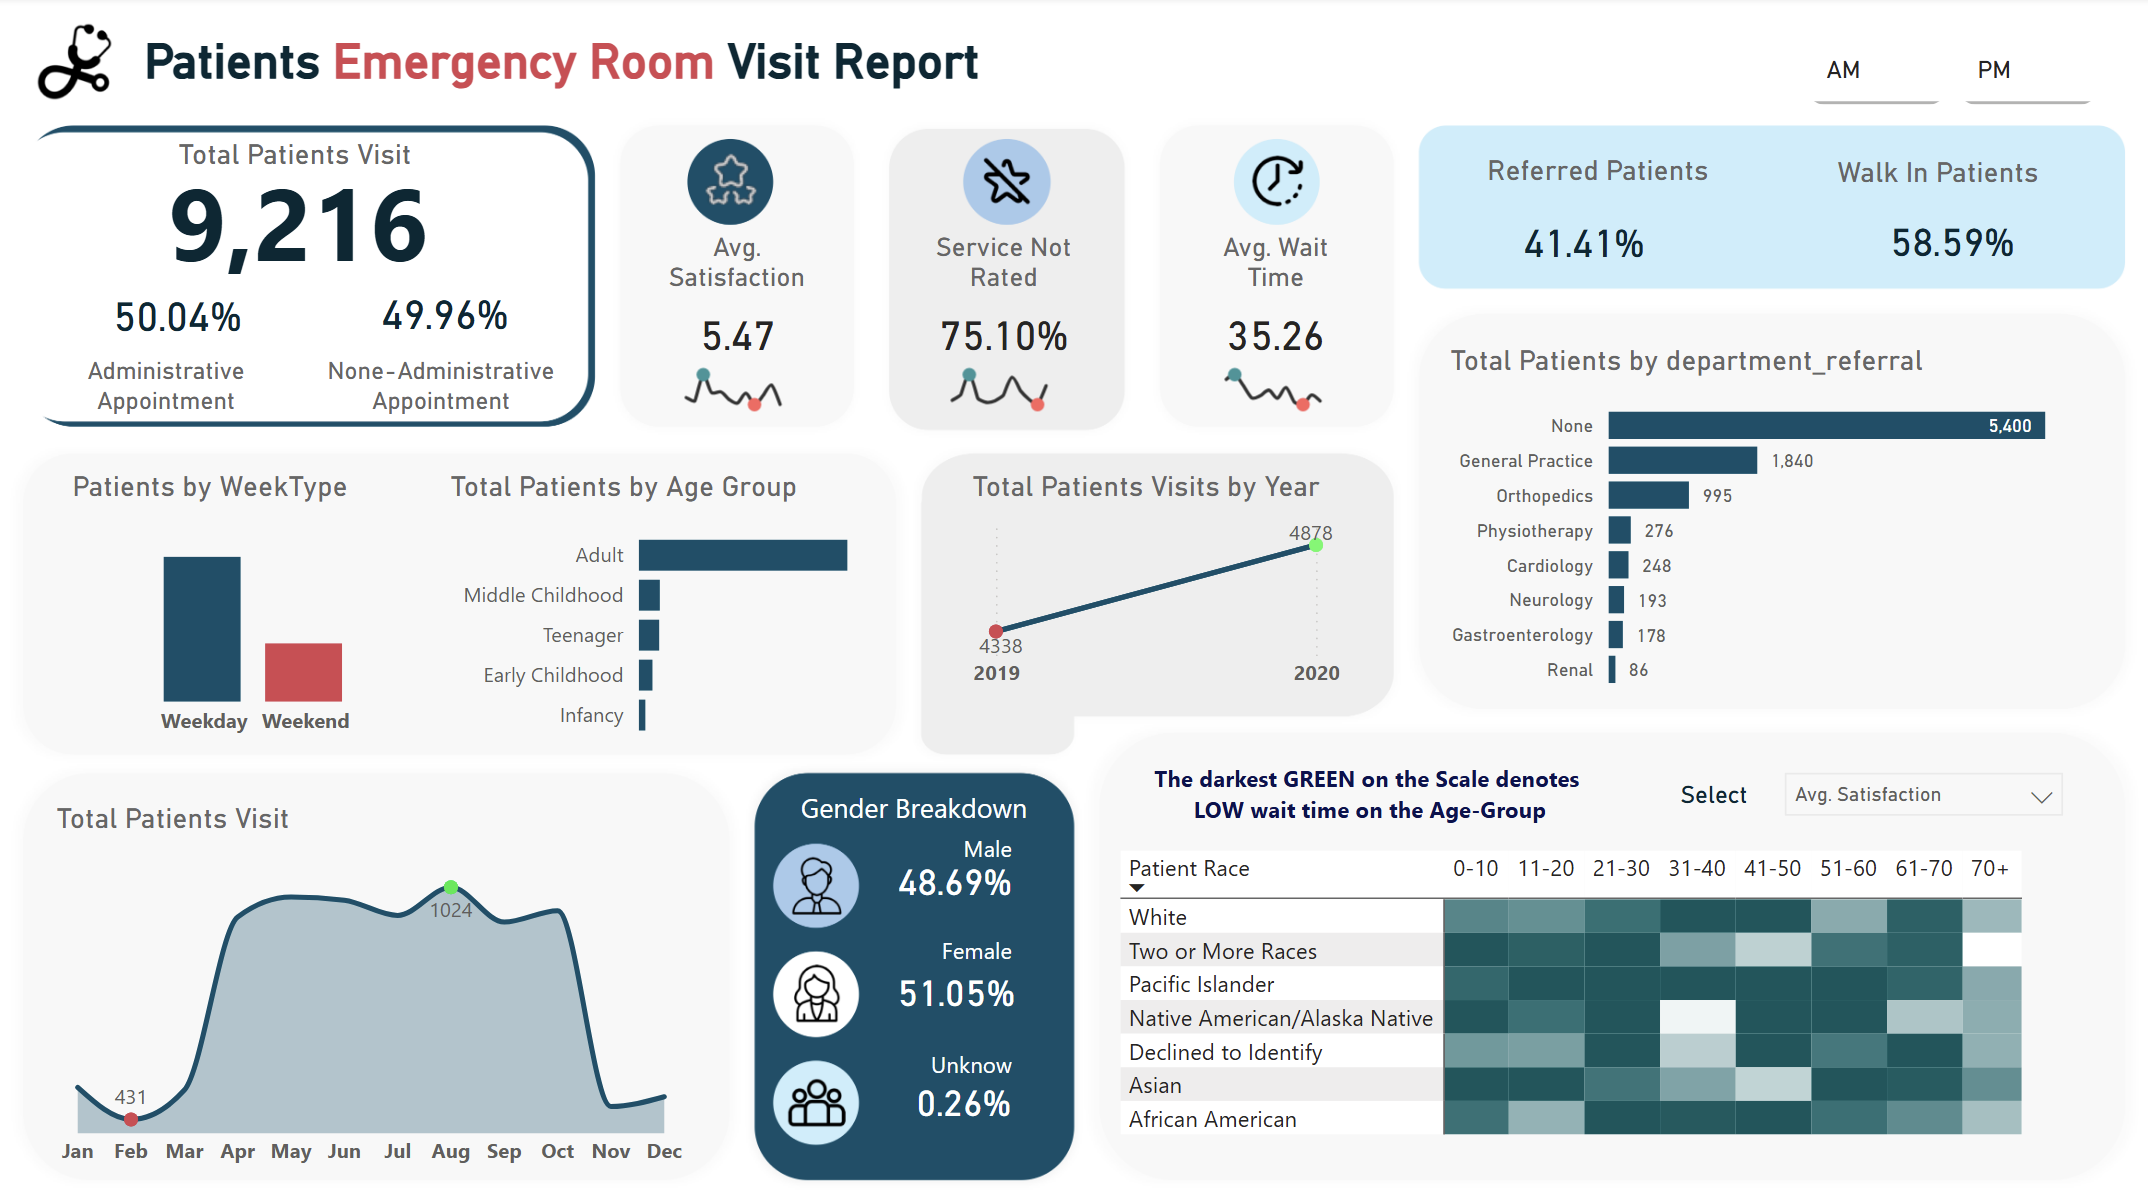 Patients Emergency Room Visit Report
AM
PM
Total Patients Visit
9,216
50.04%
49.96%
Administrative
Appointment
None-Administrative
Appointment
Avg.
Satisfaction
5.47
Service Not
Rated
75.10%
Avg. Wait
Time
35.26
Referred Patients
41.41%
Walk In Patients
58.59%
Patients by WeekType
Weekday
Weekend
Total Patients by Age Group
Adult
Middle Childhood
Teenager
Early Childhood
Infancy
Total Patients Visits by Year
4878
4338
2019
2020
Total Patients by department_referral
None
5,400
General Practice
1,840
Orthopedics
995
Physiotherapy
276
Cardiology
248
Neurology
193
Gastroenterology
178
Renal
86
Total Patients Visit
1024
431
Jan Feb Mar Apr May Jun Jul Aug Sep Oct Nov Dec
Gender Breakdown
Male
48.69%
Female
51.05%
Unknow
0.26%
The darkest GREEN on the Scale denotes
LOW wait time on the Age-Group
Select
Avg. Satisfaction
Patient Race 0-10 11-20 21-30 31-40 41-50 51-60 61-70 70+
White
Two or More Races
Pacific Islander
Native American/Alaska Native
Declined to Identify
Asian
African American